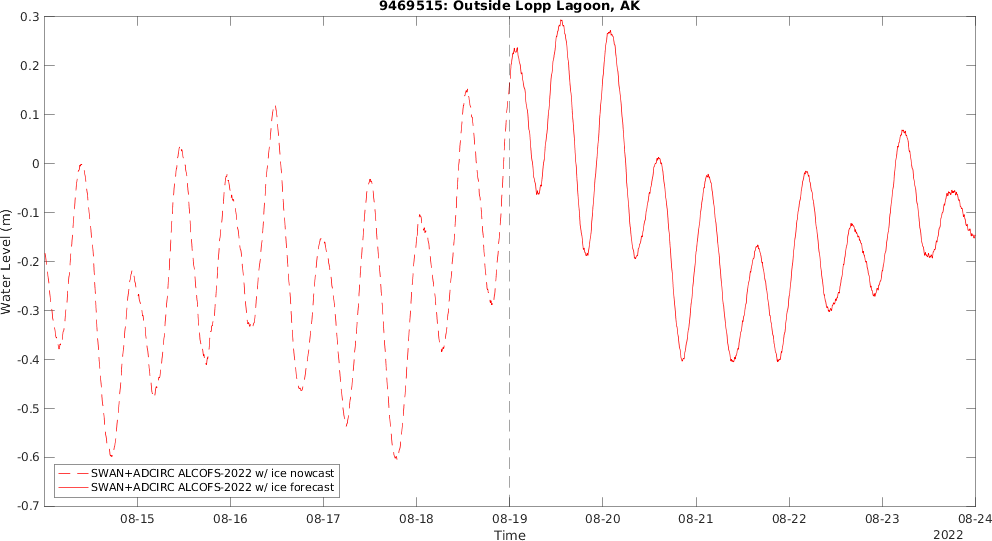 9469515: Outside Lopp Lagoon, AK
0.3
0.2
0.1
0
-0.1
-0.2
-0.3
-0.4
-0.5
-0.6
-0.7
Water Level (m)
SWAN+ADCIRC ALCOFS-2022 w/ ice nowcast
SWAN+ADCIRC ALCOFS-2022 w/ ice forecast
08-15 08-16 08-17 08-18 08-19 08-20 08-21 08-22 08-23 08-24
Time
2022